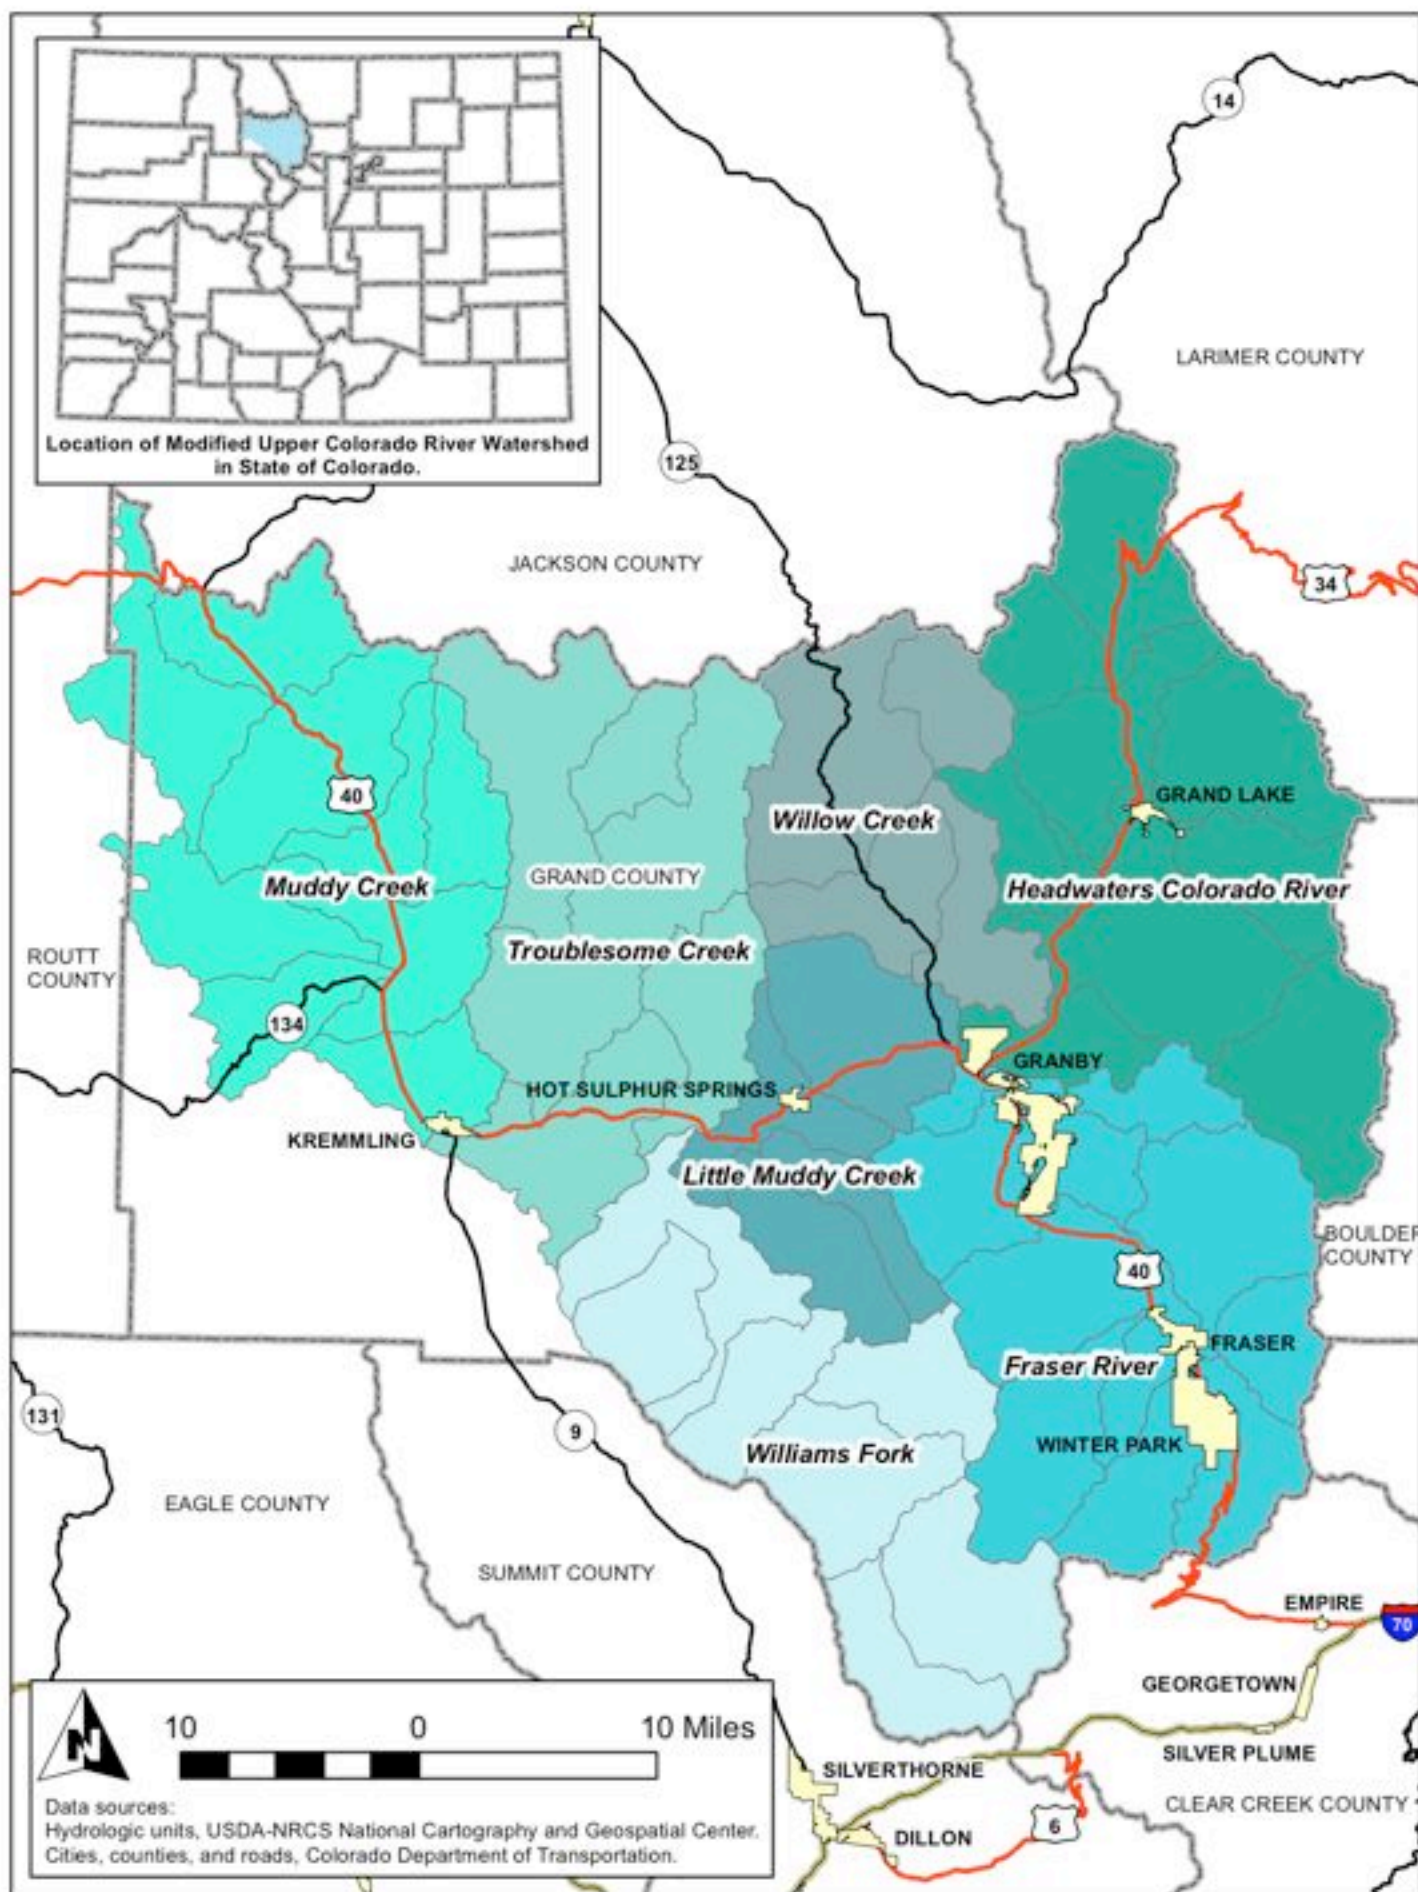 14
LARIMER COUNTY
Location of Modified Upper Colorado River Watershed
in State of Colorado.
125
JACKSON COUNTY
34
40
GRAND LAKE
Willow Creek
GRAND COUNTY
Muddy Creek
Headwaters Colorado River
Troublesome Creek
ROUTT
COUNTY
134
GRANBY
HOT SULPHUR SPRINGS
KREMMLING
Little Muddy Creek
BOULDER
COUNTY
40
FRASER
Fraser River
131
9
WINTER PARK
Williams Fork
EAGLE COUNTY
SUMMIT COUNTY
EMPIRE
70
GEORGETOWN
N
10 0 10 Miles
SILVER PLUME
SILVERTHORNE
CLEAR CREEK COUNTY
Data sources:
Hydrologic units, USDA-NRCS National Cartography and Geospatial Center.
Cities, counties, and roads, Colorado Department of Transportation.
6
DILLON